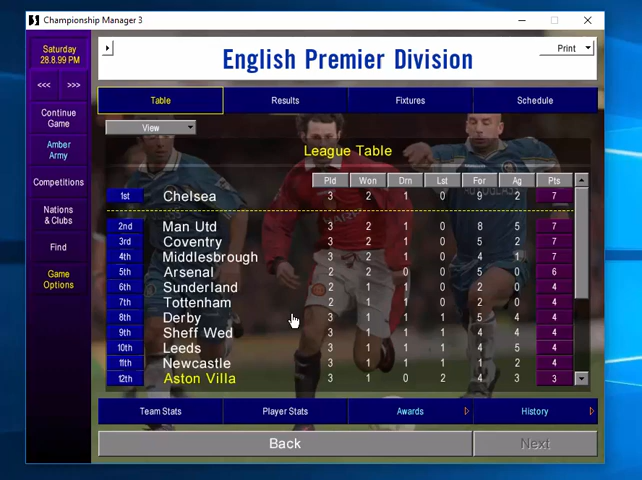 Championship Manager 3
Saturday
28.8.99 PM
<<< >>>
Continue
Game
Amber
Army
Competitions
Nations
& Clubs
Find
Game
Options
English Premier Division
Print
Table Results Fixtures Schedule
View
League Table
Pld Won Drn Lst For Ag Pts
1st Chelsea 3 2 1 0 9 2 7
2nd Man Utd 3 2 1 0 8 5 7
3rd Coventry 3 2 1 0 5 2 7
4th Middlesbrough 3 2 1 0 4 1 7
5th Arsenal 2 2 0 0 5 0 6
6th Sunderland 2 1 1 0 2 0 4
7th Tottenham 2 1 1 0 2 0 4
8th Derby 3 1 1 1 5 4 4
9th Sheff Wed 3 1 1 1 4 4 4
10th Leeds 3 1 1 1 4 5 4
11th Newcastle 3 1 1 1 1 2 4
12th Aston Villa 3 1 0 2 4 3 3
Team Stats Player Stats Awards History
Back Next